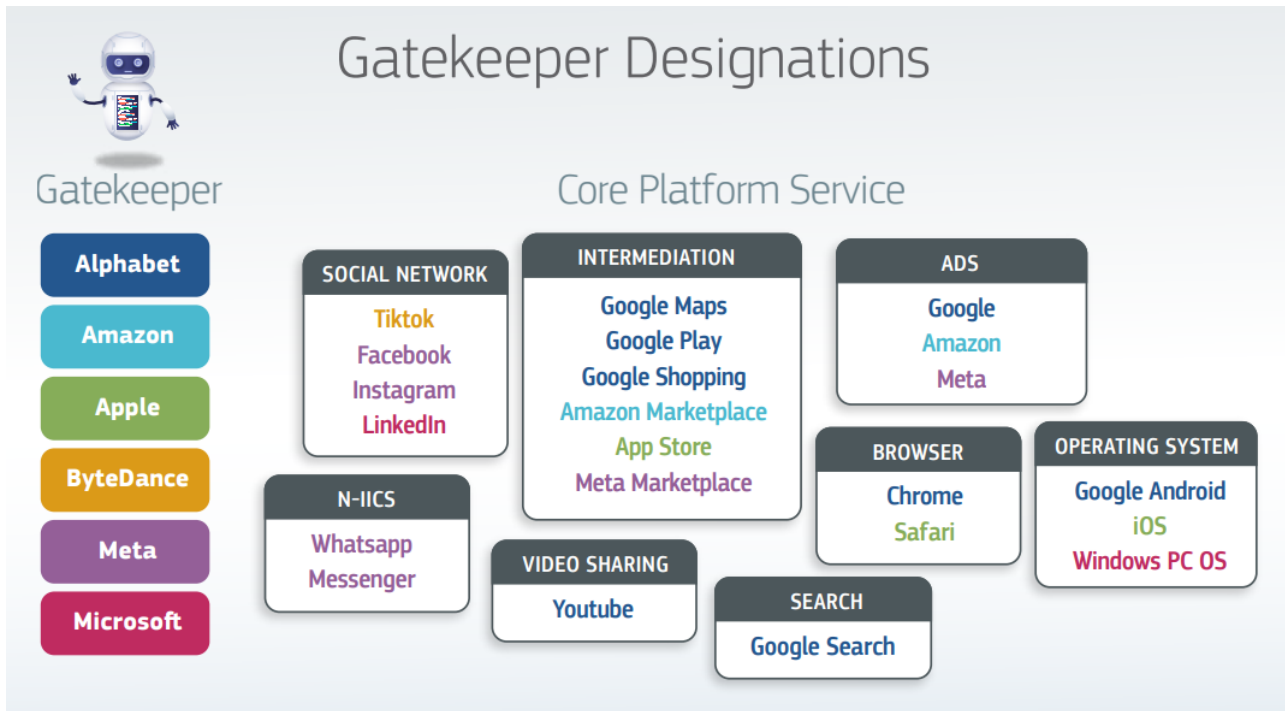 Gatekeeper Designations
Gatekeeper
Alphabet
Amazon
Apple
ByteDance
Meta
Microsoft
Core Platform Service
SOCIAL NETWORK
Tiktok
Facebook
Instagram
LinkedIn
INTERMEDIATION
Google Maps
Google Play
Google Shopping
Amazon Marketplace
App Store
Meta Marketplace
ADS
Google
Amazon
Meta
N-IICS
Whatsapp
Messenger
VIDEO SHARING
Youtube
BROWSER
Chrome
Safari
OPERATING SYSTEM
Google Android
iOS
Windows PC OS
SEARCH
Google Search